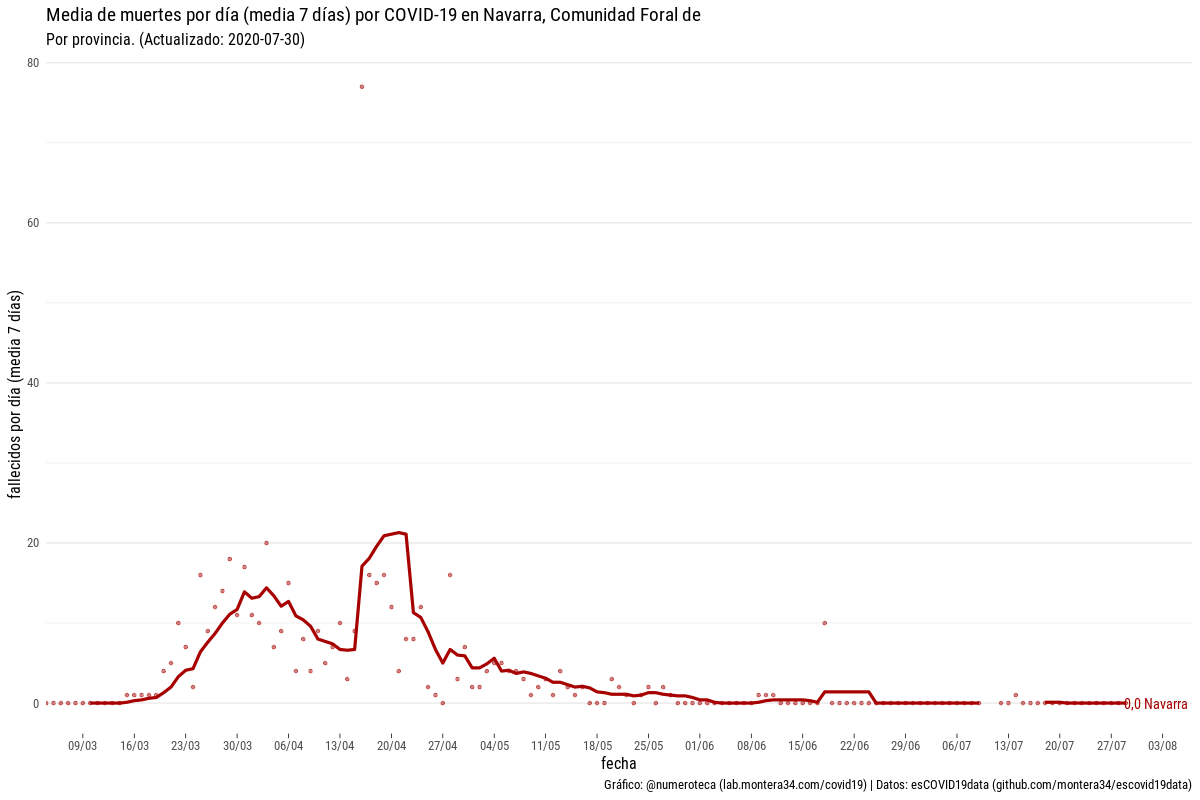 Media de muertes por día (media 7 días) por COVID-19 en Navarra, Comunidad Foral de
Por provincia. (Actualizado: 2020-07-30)
80
60
40
20
0
fallecidos por día (media 7 días)
0,0 Navarra
09/03 16/03 23/03 30/03 06/04 13/04 20/04 27/04 04/05 11/05 18/05 25/05 01/06 08/06 15/06 22/06 29/06 06/07 13/07 20/07 27/07 03/08
fecha
Gráfico: @numeroteca (lab.montera34.com/covid19) | Datos: esCOVID19data (github.com/montera34/escovid19data)